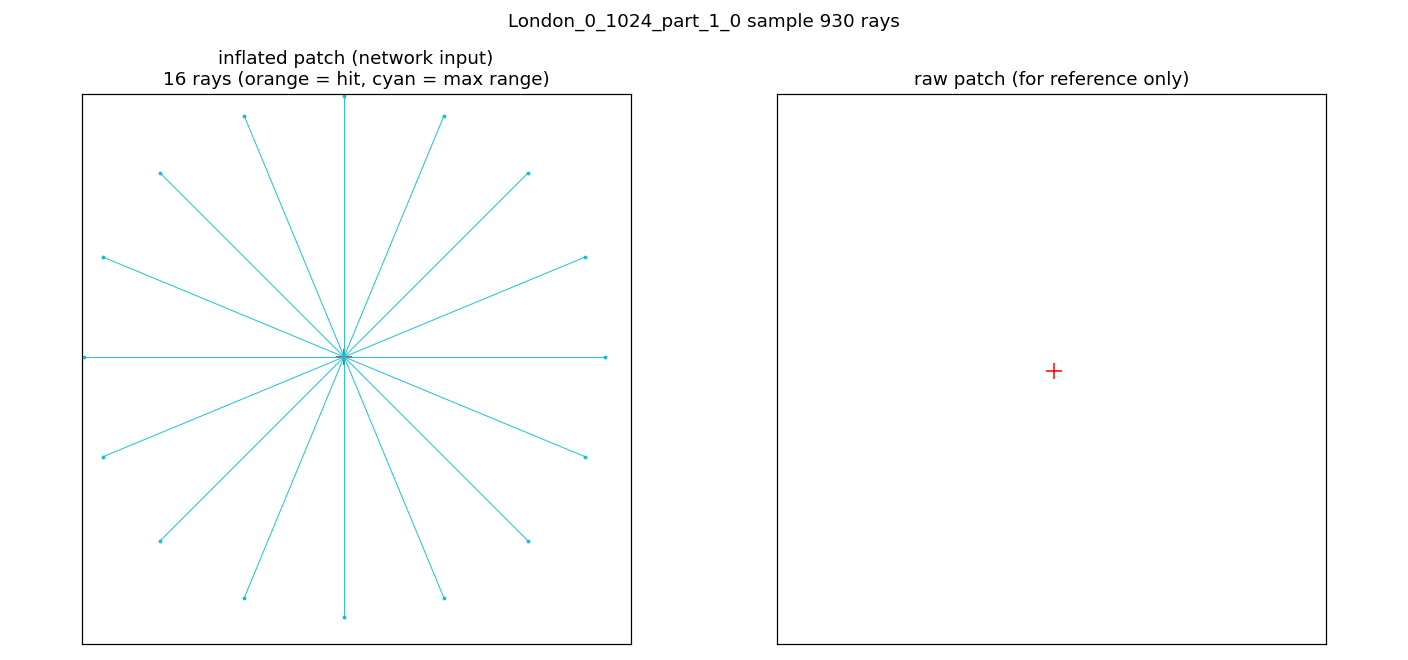 London_0_1024_part_1_0 sample 930 rays
inflated patch (network input)
16 rays (orange = hit, cyan = max range)
raw patch (for reference only)